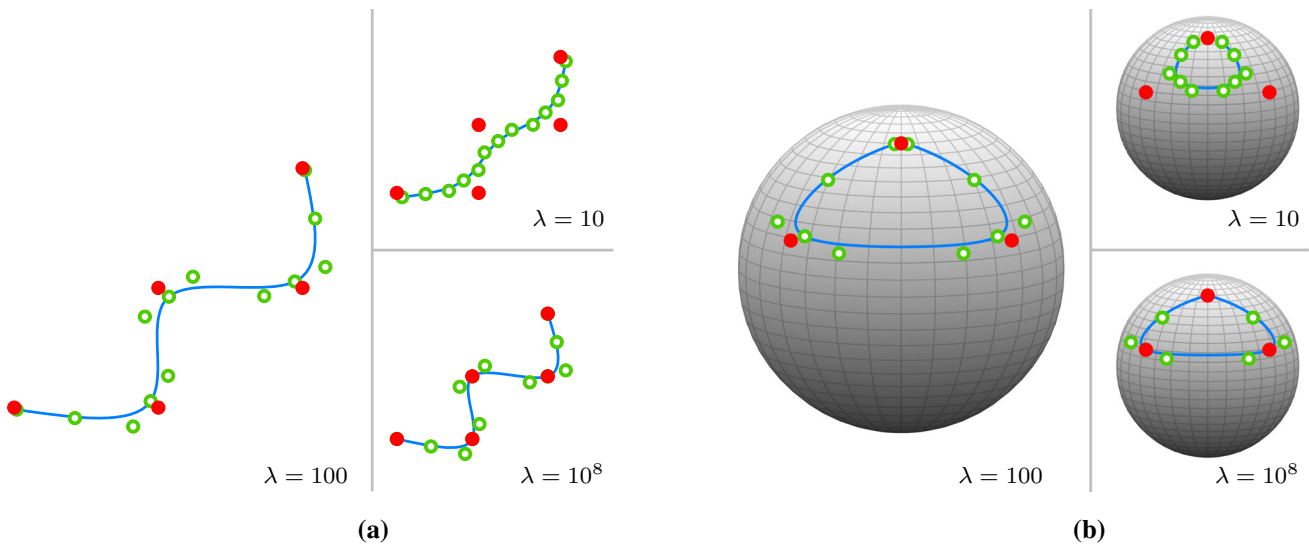 λ = 100
λ = 10
λ = 10⁸
(a)
λ = 100
λ = 10
λ = 10⁸
(b)